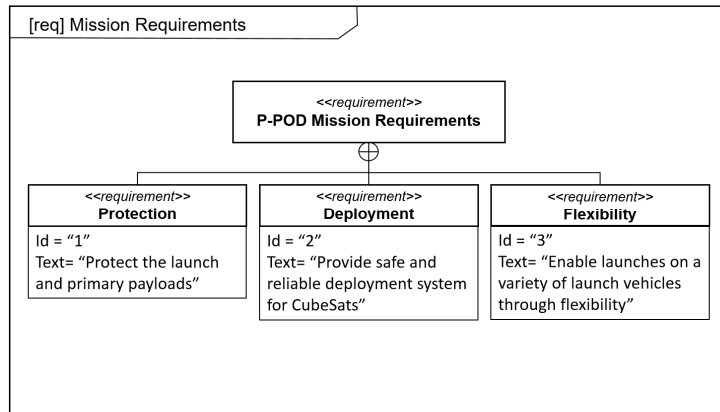 [req] Mission Requirements
<<requirement>>
P-POD Mission Requirements
<<requirement>>
Protection
Id = “1”
Text= “Protect the launch
and primary payloads”
<<requirement>>
Deployment
Id = “2”
Text= “Provide safe and
reliable deployment system
for CubeSats”
<<requirement>>
Flexibility
Id = “3”
Text= “Enable launches on a
variety of launch vehicles
through flexibility”